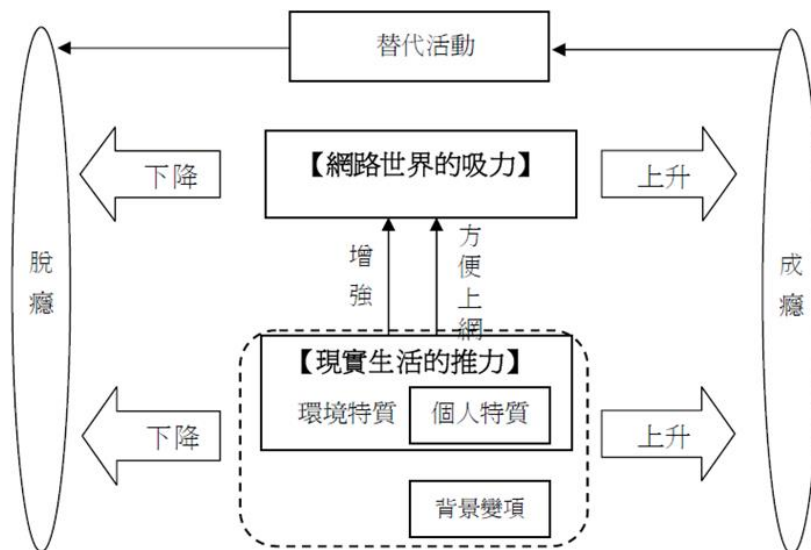 替代活動
下降
【網路世界的吸力】
上升
脫癮
增強
方便上網
成癮
【現實生活的推力】
環境特質
個人特質
下降
上升
背景變項